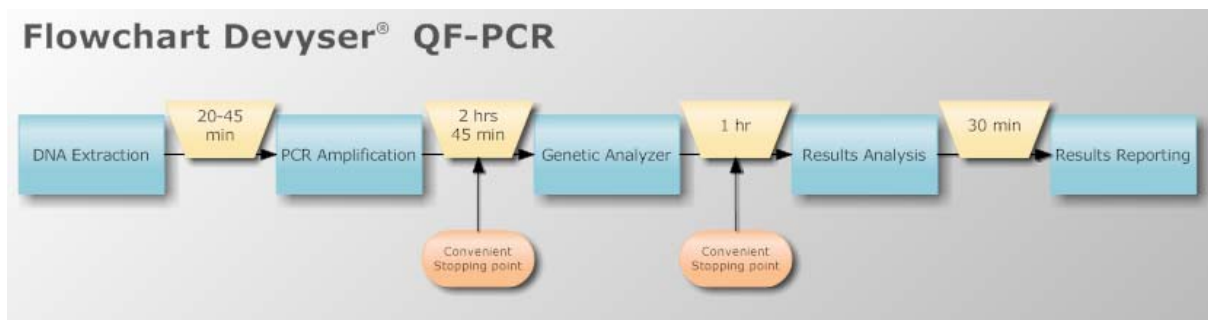 Flowchart Devyser® QF-PCR
DNA Extraction
20-45
min
PCR Amplification
2 hrs
45 min
Genetic Analyzer
1 hr
Results Analysis
30 min
Results Reporting
Convenient
Stopping point
Convenient
Stopping point